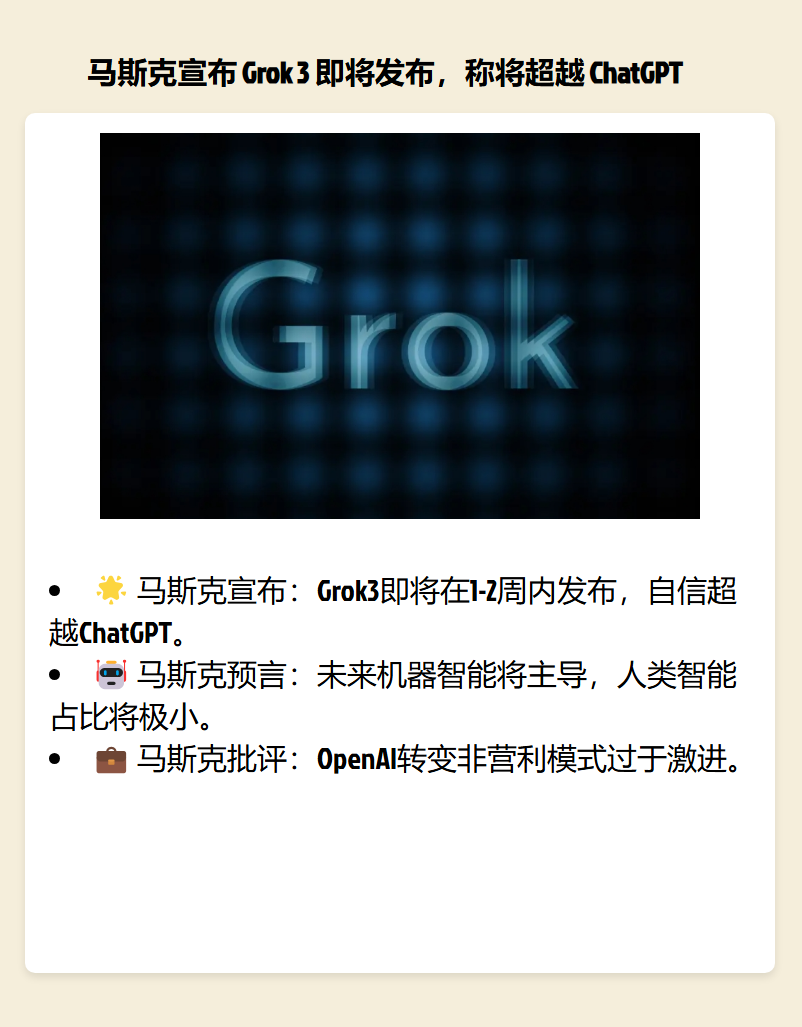 马斯克宣布 Grok 3 即将发布，称将超越 ChatGPT
Grok
• 🌟 马斯克宣布：Grok3即将在1-2周内发布，自信超
越ChatGPT。
• 🤖 马斯克预言：未来机器智能将主导，人类智能
占比将极小。
• 💼 马斯克批评：OpenAI转变非营利模式过于激进。